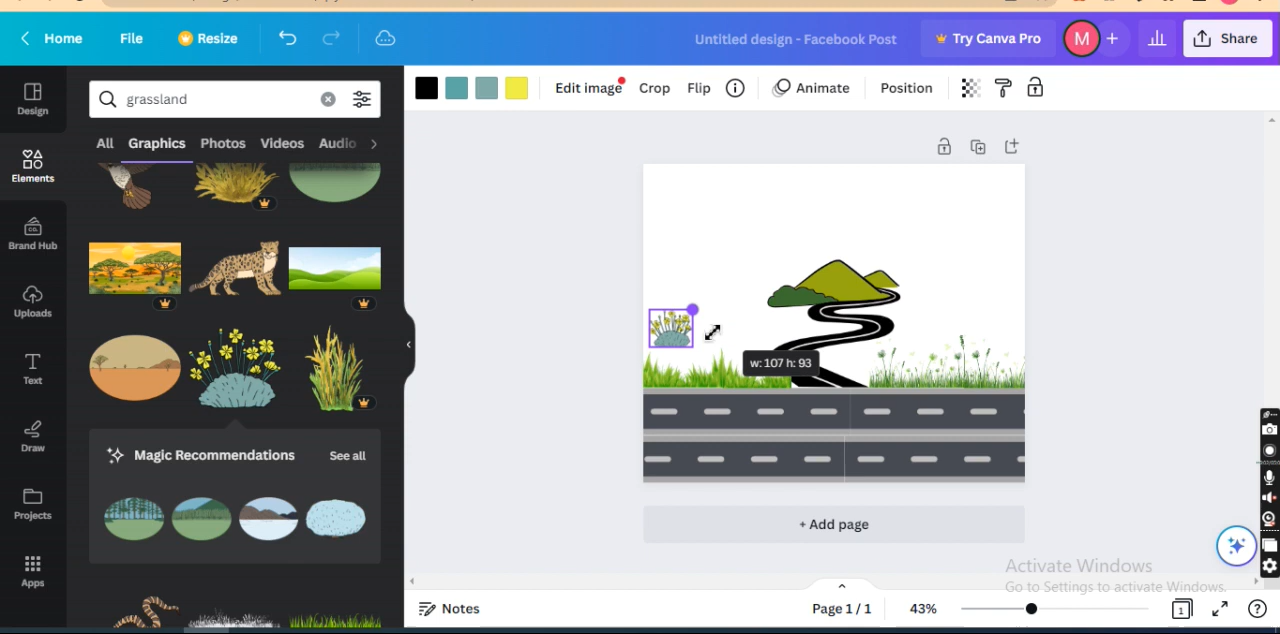 Home File Resize Untitled design - Facebook Post Try Canva Pro M Share
Design
Elements
Brand Hub
Uploads
Text
Draw
Projects
Apps
grassland
All Graphics Photos Videos Audio
Magic Recommendations See all
Edit image Crop Flip Animate Position
w: 107 h: 93
+ Add page
Activate Windows
Go to Settings to activate Windows.
Notes Page 1 / 1 43% 1